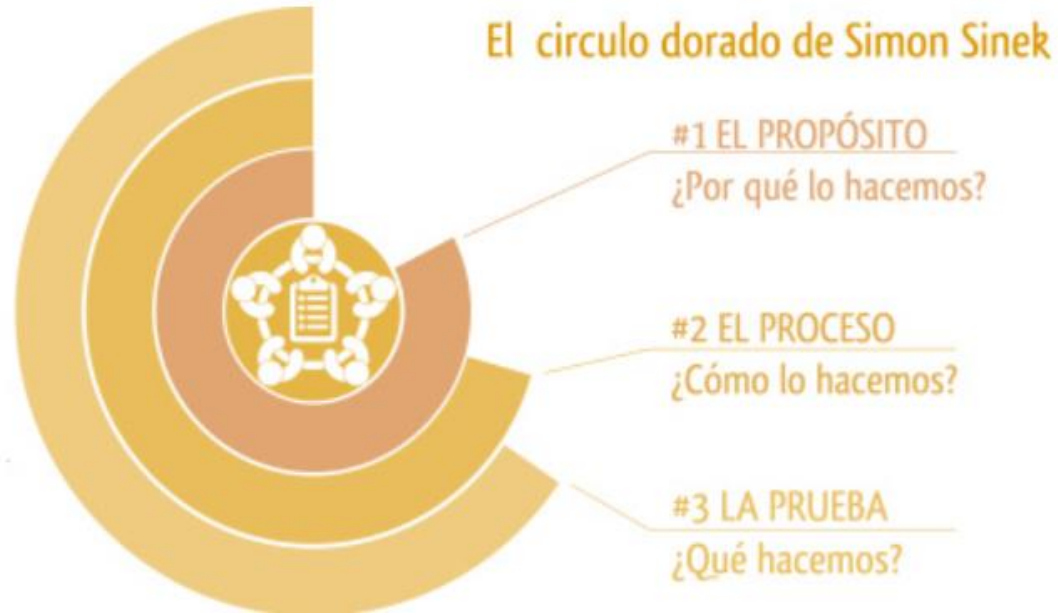 El circulo dorado de Simon Sinek
#1 EL PROPÓSITO
¿Por qué lo hacemos?
#2 EL PROCESO
¿Cómo lo hacemos?
#3 LA PRUEBA
¿Qué hacemos?